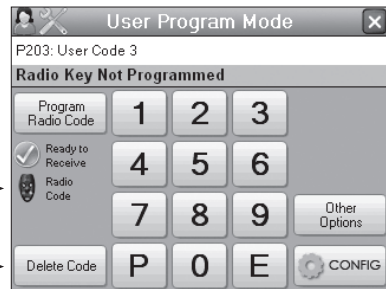 User Program Mode
P203: User Code 3
Radio Key Not Programmed
Program
Radio Code
1 2 3
Ready to
Receive
Radio
Code
4 5 6
7 8 9
Other
Options
Delete Code
P 0 E
CONFIG